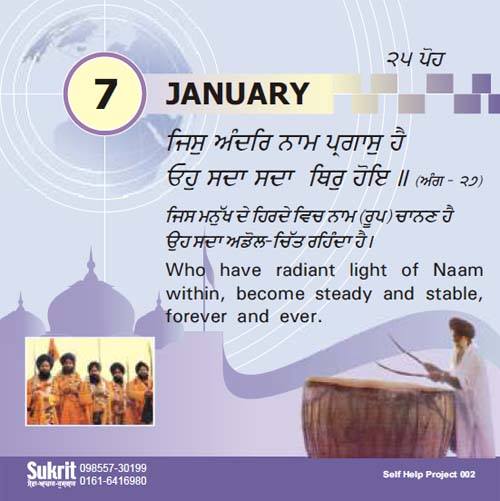 ੨੫ ਪੋਹ
7
JANUARY
ਜਿਸੁ ਅੰਦਰਿ ਨਾਮ ਪ੍ਰਗਾਸੁ ਹੈ
ਓਹੁ ਸਦਾ ਸਦਾ ਥਿਰੁ ਹੋਇ ॥ (ਅੰਗ - ੨੭)
ਜਿਸ ਮਨੁੱਖ ਦੇ ਹਿਰਦੇ ਵਿਚ ਨਾਮ (ਰੂਪ) ਚਾਨਣ ਹੈ
ਉਹ ਸਦਾ ਅਡੋਲ-ਚਿੱਤ ਰਹਿੰਦਾ ਹੈ।
Who have radiant light of Naam
within, become steady and stable,
forever and ever.
Sukrit
098557-30199
0161-6416980
Self Help Project 002